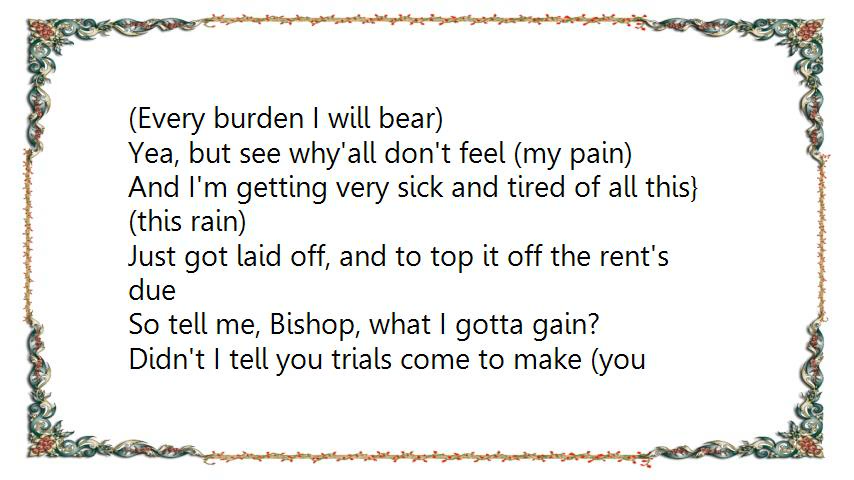 (Every burden I will bear)
Yea, but see why'all don't feel (my pain)
And I'm getting very sick and tired of all this}
(this rain)
Just got laid off, and to top it off the rent's
due
So tell me, Bishop, what I gotta gain?
Didn't I tell you trials come to make (you